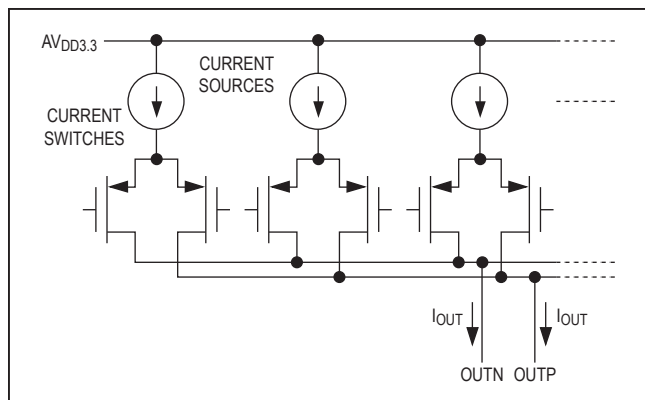 AVDD3.3
CURRENT
SOURCES
CURRENT
SWITCHES
IOUT
IOUT
OUTN
OUTP